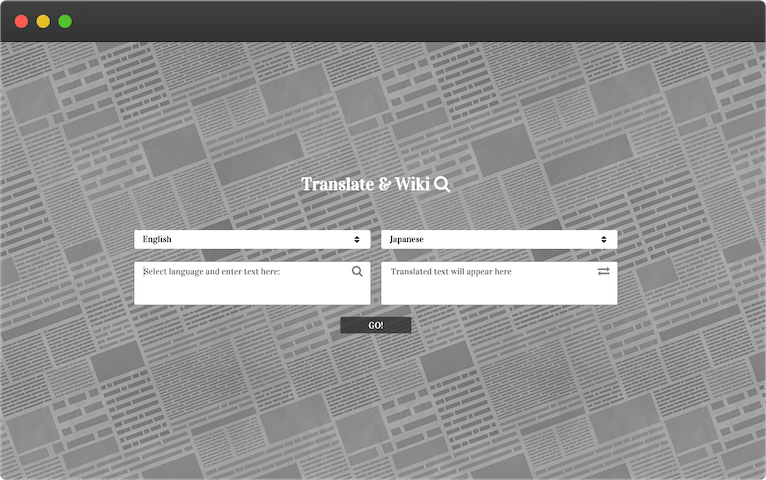 Translate & Wiki
English
Japanese
Select language and enter text here:
Translated text will appear here
GO!